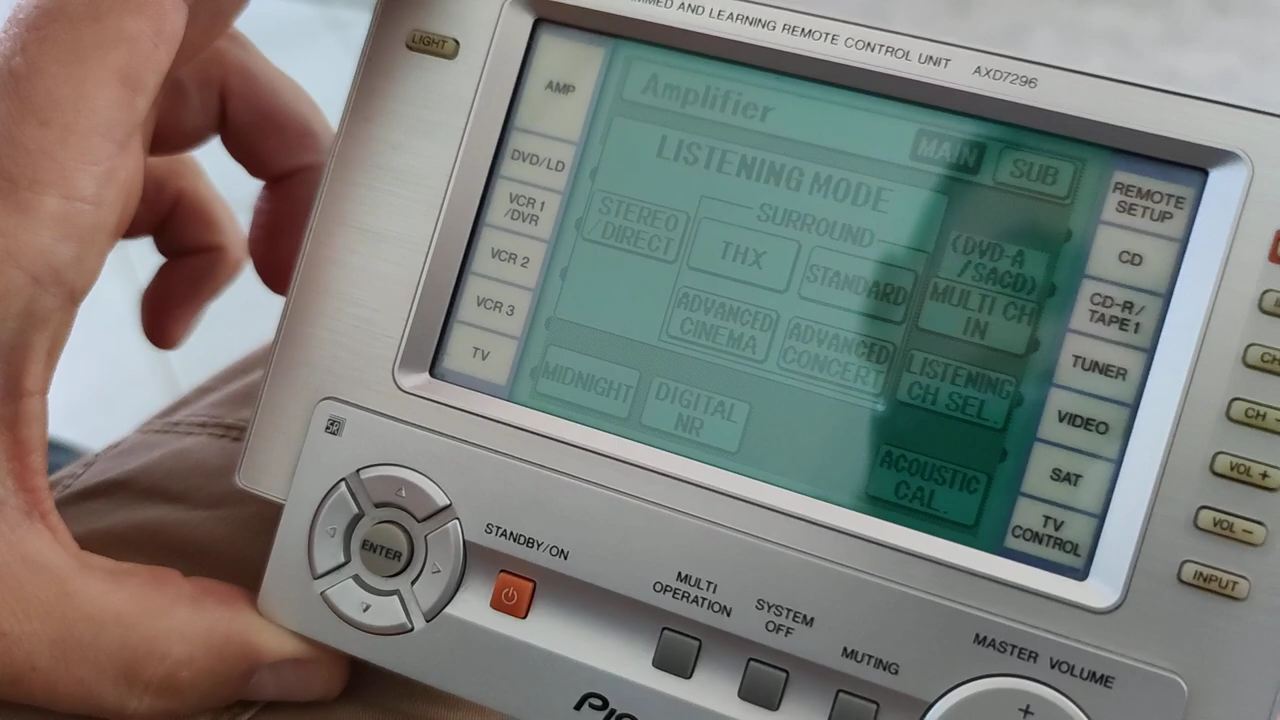 MMED AND LEARNING REMOTE CONTROL UNIT AXD7296
LIGHT
AMP
DVD/LD
VCR 1
/DVR
VCR 2
VCR 3
TV
Amplifier
MAIN
SUB
LISTENING MODE
STEREO
/DIRECT
SURROUND
THX
STANDARD
ADVANCED
CINEMA
ADVANCED
CONCERT
(DVD-A
/SACD)
MULTI CH
IN
LISTENING
CH SEL.
MIDNIGHT
DIGITAL
NR
ACOUSTIC
CAL.
REMOTE
SETUP
CD
CD-R/
TAPE1
TUNER
VIDEO
SAT
TV
CONTROL
CH
CH -
VOL +
VOL -
INPUT
SR
ENTER
STANDBY/ON
MULTI
OPERATION
SYSTEM
OFF
MUTING
MASTER VOLUME
+